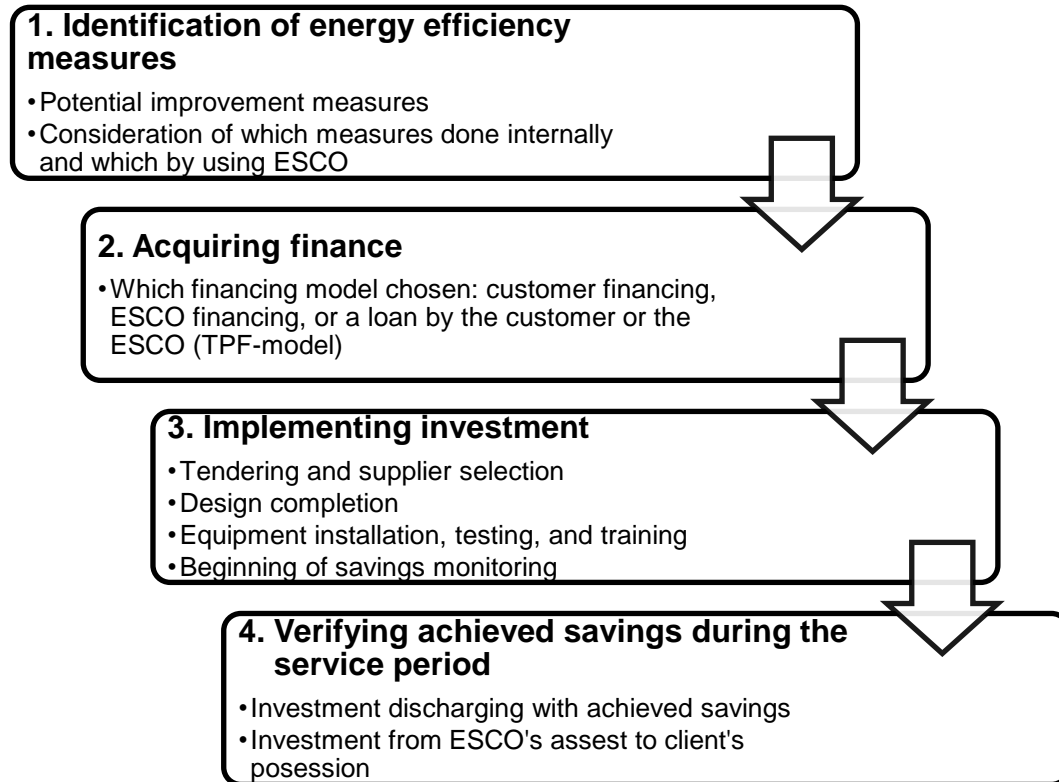 1. Identification of energy efficiency
measures
•Potential improvement measures
•Consideration of which measures done internally
and which by using ESCO
2. Acquiring finance
•Which financing model chosen: customer financing,
ESCO financing, or a loan by the customer or the
ESCO (TPF-model)
3. Implementing investment
•Tendering and supplier selection
•Design completion
•Equipment installation, testing, and training
•Beginning of savings monitoring
4. Verifying achieved savings during the
service period
•Investment discharging with achieved savings
•Investment from ESCO's assest to client's
posession